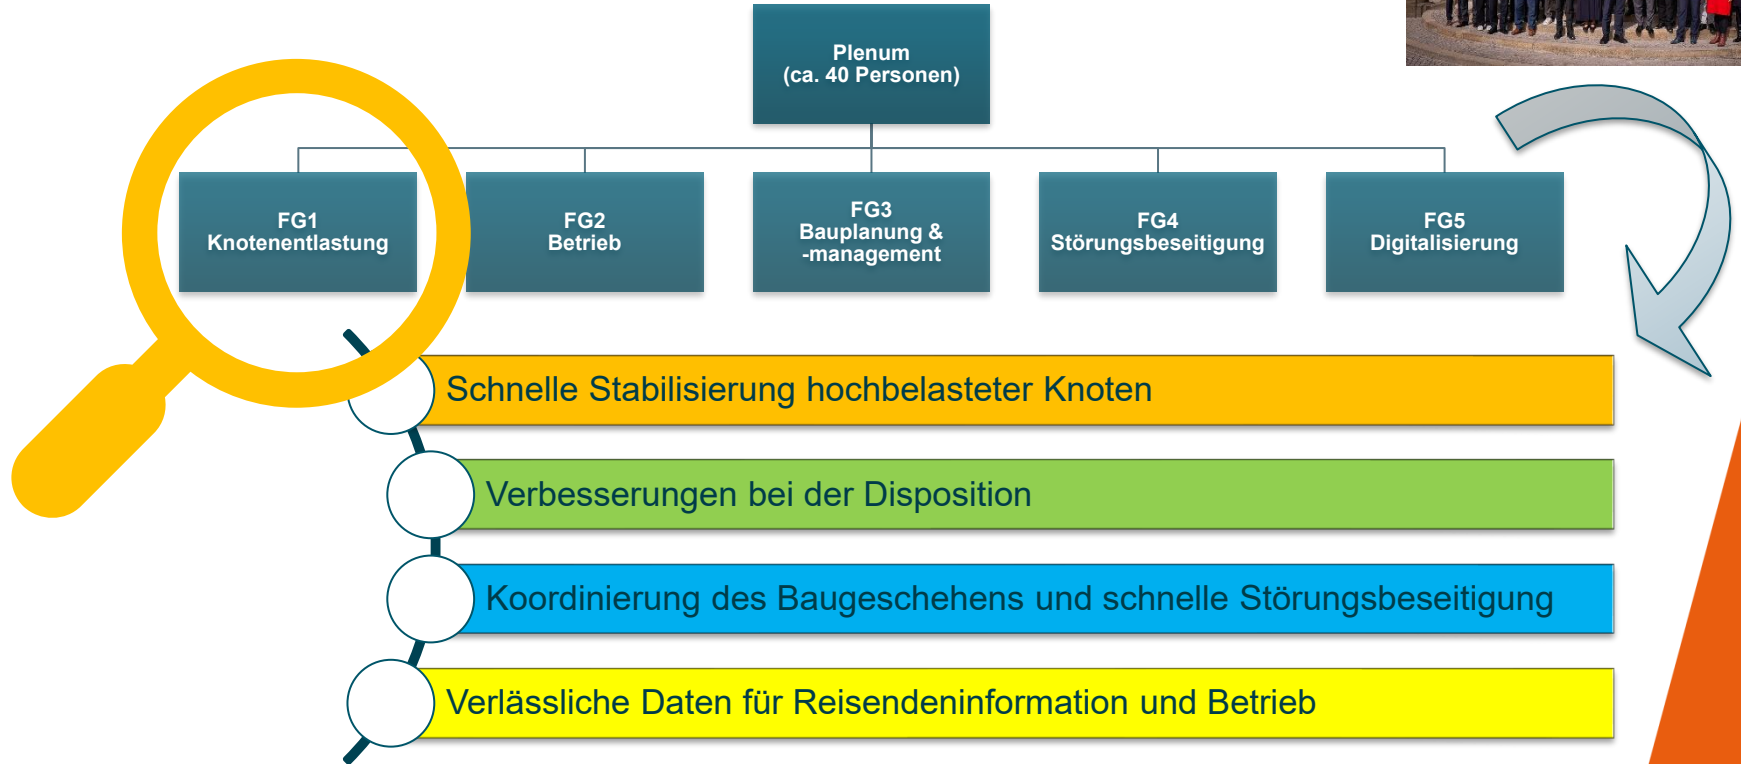 Plenum
(ca. 40 Personen)
FG1
Knotenentlastung
FG2
Betrieb
FG3
Bauplanung &
-management
FG4
Störungsbeseitigung
FG5
Digitalisierung
Schnelle Stabilisierung hochbelasteter Knoten
Verbesserungen bei der Disposition
Koordinierung des Baugeschehens und schnelle Störungsbeseitigung
Verlässliche Daten für Reisendeninformation und Betrieb